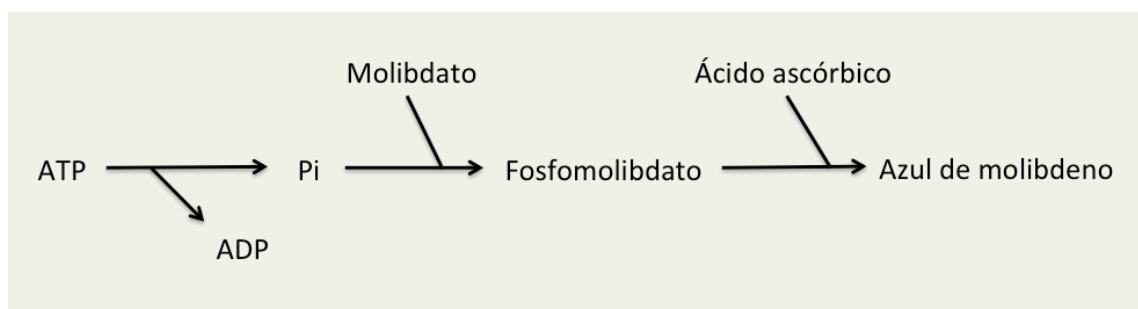 Molibdato
Ácido ascórbico
ATP
Pi
Fosfomolibdato
Azul de molibdeno
ADP